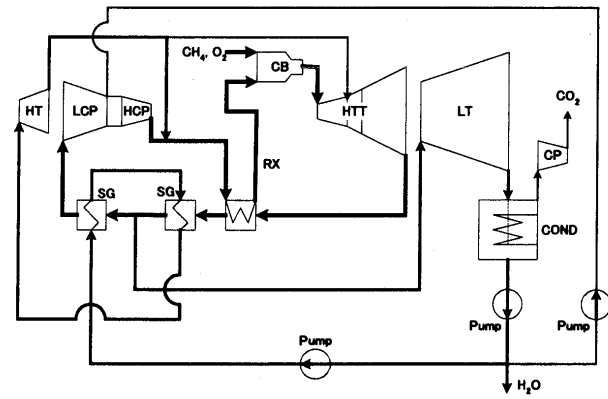 CH₄, O₂
CB
HT
LCP
HCP
HTT
LT
CO₂
CP
RX
SG
SG
COND
Pump
Pump
Pump
H₂O